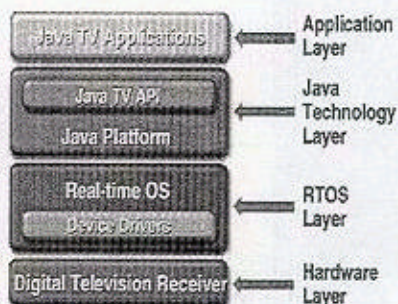 Java TV Applications
Application
Layer
Java TV API
Java
Technology
Layer
Java Platform
Real-time OS
RTOS
Layer
Device Drivers
Digital Television Receiver
Hardware
Layer